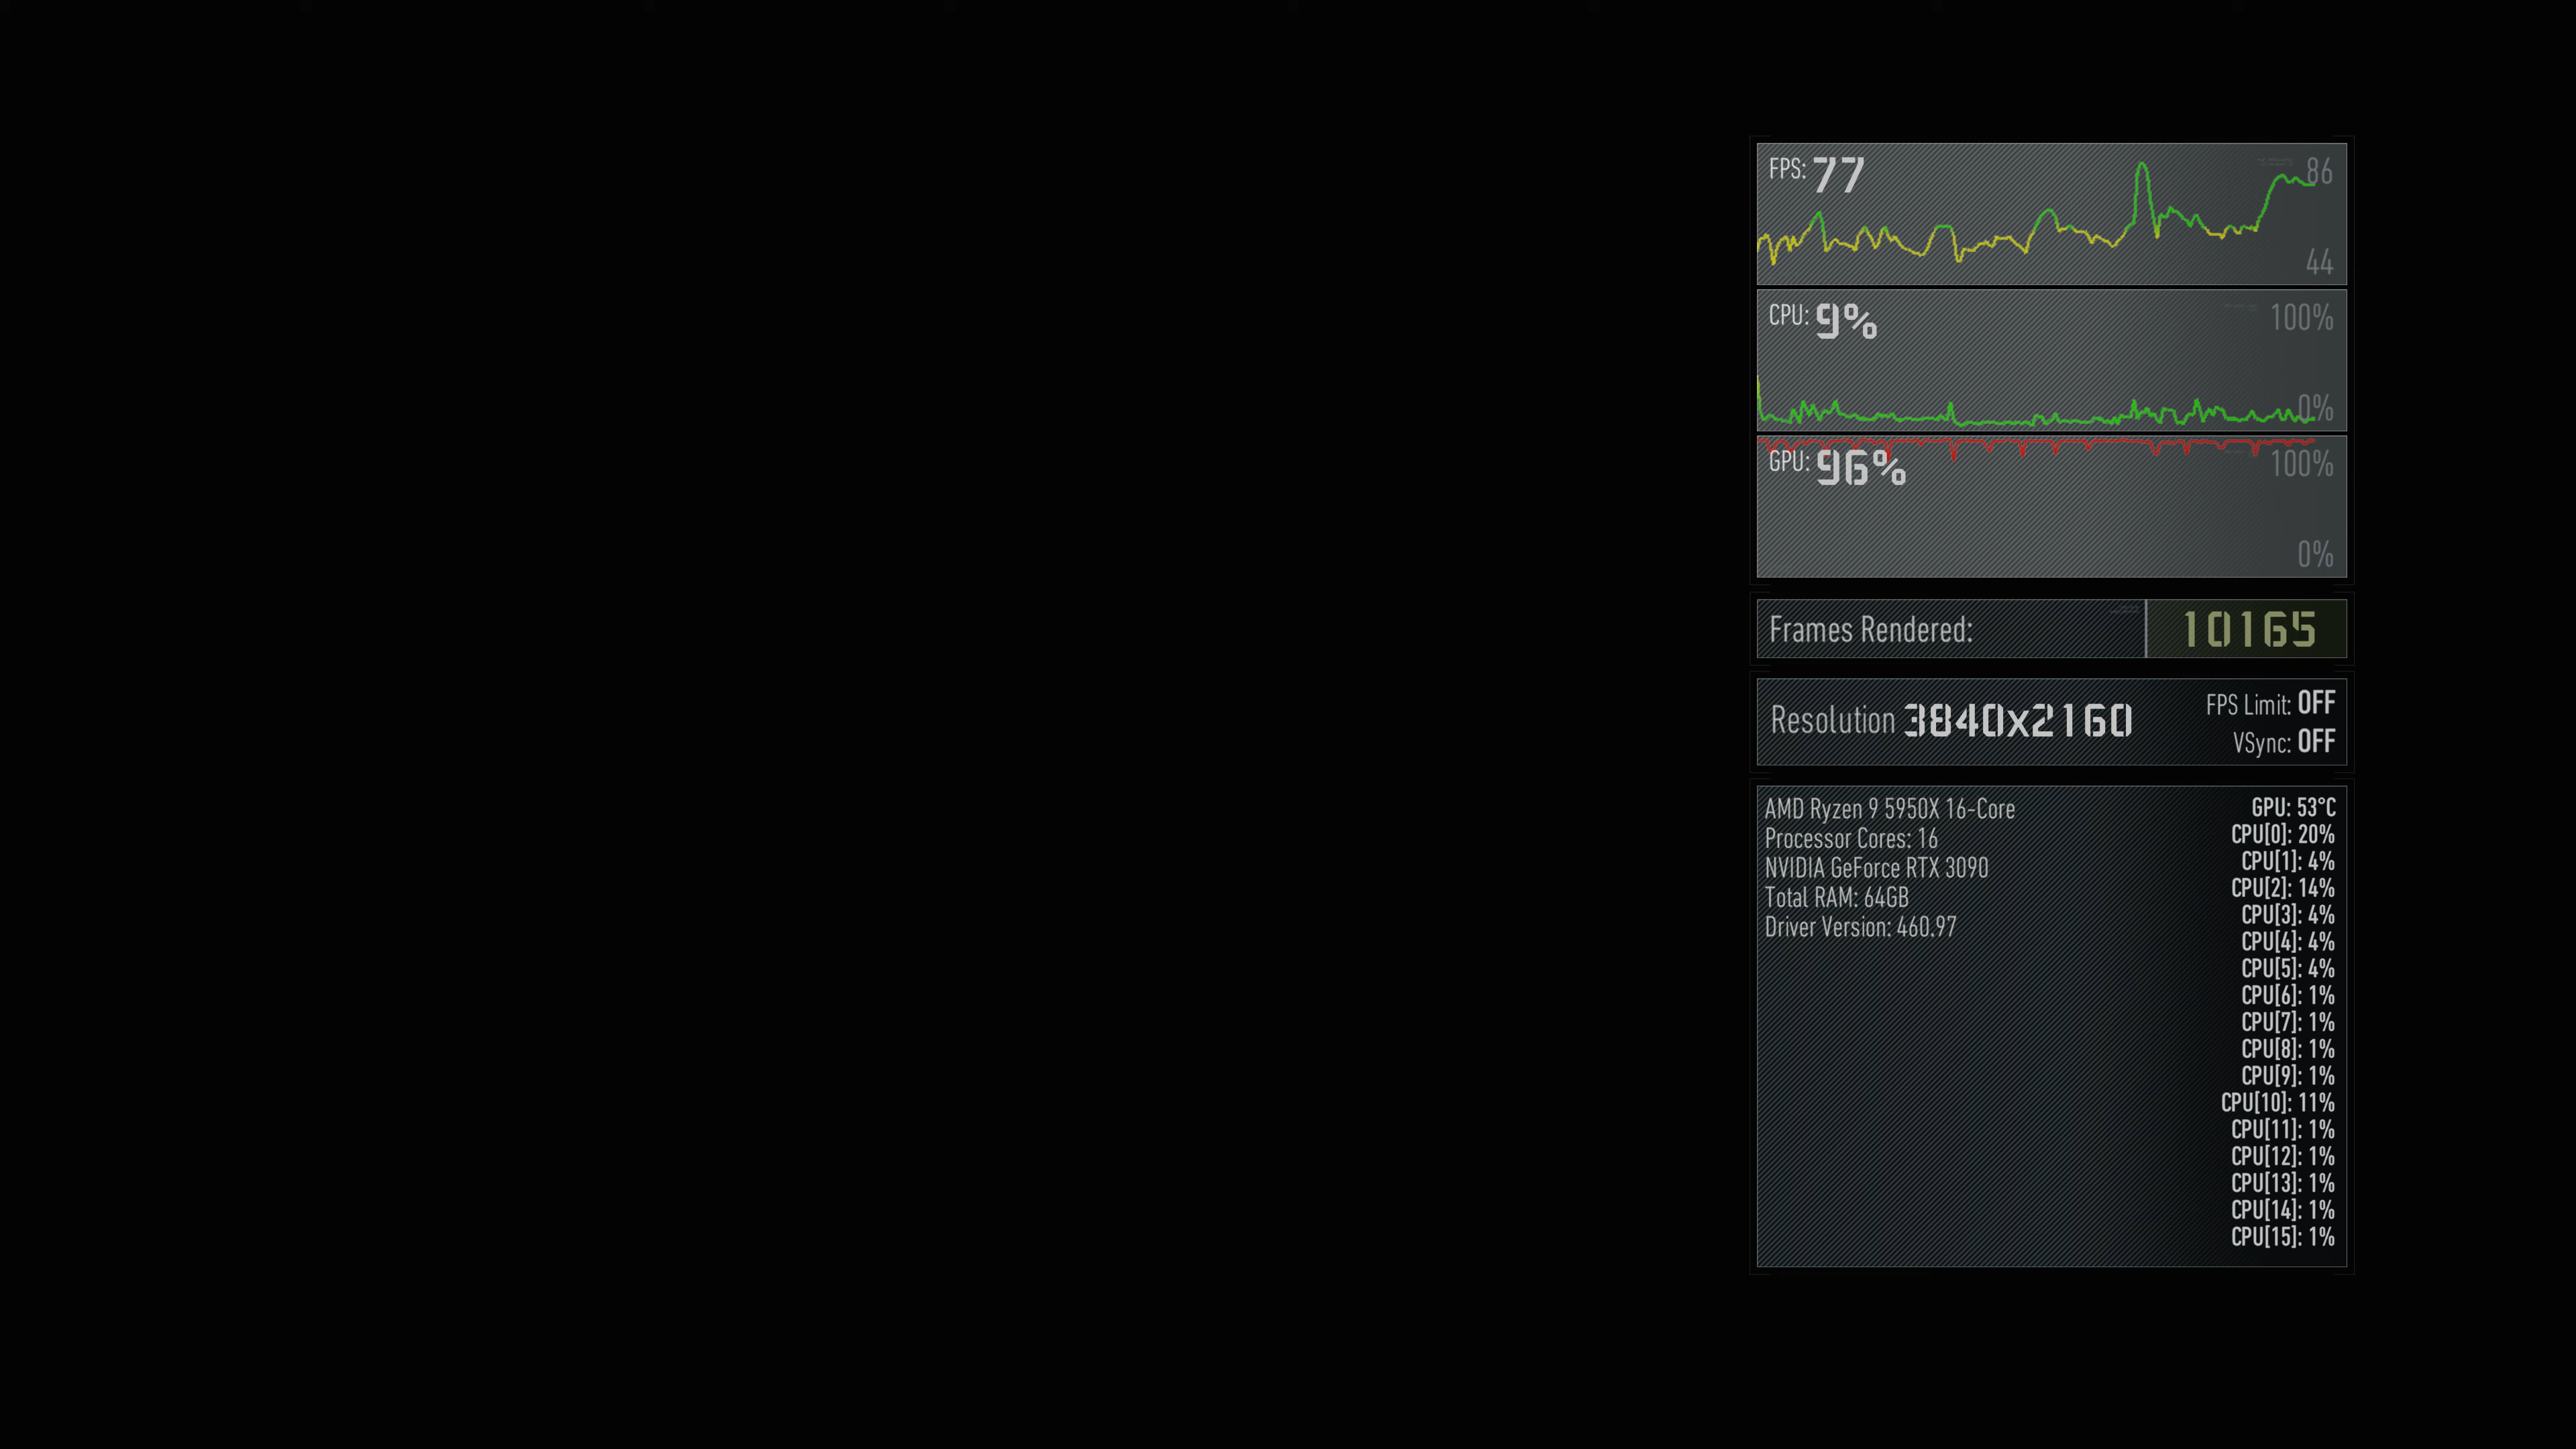 FPS: 77
86
44
CPU: 9%
100%
0%
GPU: 96%
100%
0%
Frames Rendered: 10165
Resolution 3840x2160
FPS Limit: OFF
VSync: OFF
AMD Ryzen 9 5950X 16-Core
Processor Cores: 16
NVIDIA GeForce RTX 3090
Total RAM: 64GB
Driver Version: 460.97
GPU: 53°C
CPU[0]: 20%
CPU[1]: 4%
CPU[2]: 14%
CPU[3]: 4%
CPU[4]: 4%
CPU[5]: 4%
CPU[6]: 1%
CPU[7]: 1%
CPU[8]: 1%
CPU[9]: 1%
CPU[10]: 11%
CPU[11]: 1%
CPU[12]: 1%
CPU[13]: 1%
CPU[14]: 1%
CPU[15]: 1%